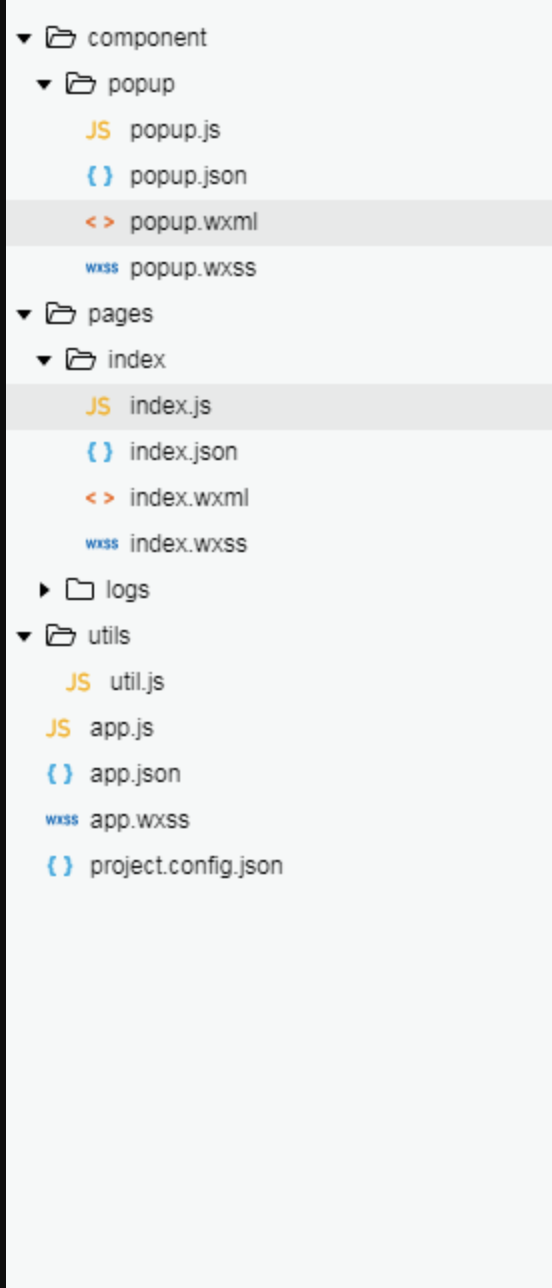 component
popup
JS popup.js
{ } popup.json
< > popup.wxml
wxss popup.wxss
pages
index
JS index.js
{ } index.json
< > index.wxml
wxss index.wxss
logs
utils
JS util.js
JS app.js
{ } app.json
wxss app.wxss
{ } project.config.json